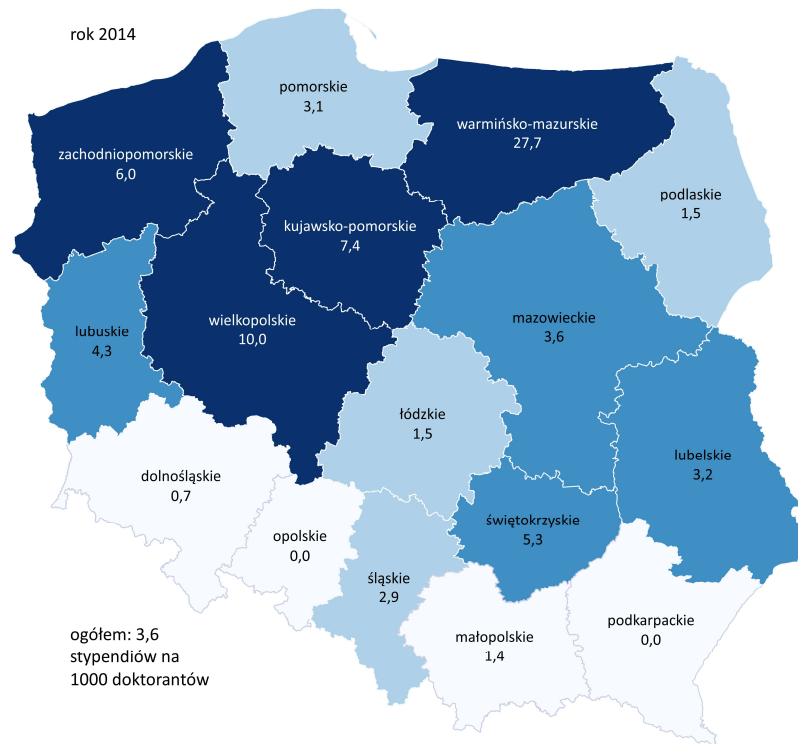 rok 2014
pomorskie
3,1
warmińsko-mazurskie
27,7
zachodniopomorskie
6,0
podlaskie
1,5
kujawsko-pomorskie
7,4
lubuskie
4,3
wielkopolskie
10,0
mazowieckie
3,6
łódzkie
1,5
lubelskie
3,2
dolnośląskie
0,7
opolskie
0,0
świętokrzyskie
5,3
śląskie
2,9
małopolskie
1,4
podkarpackie
0,0
ogółem: 3,6
stypendiów na
1000 doktorantów